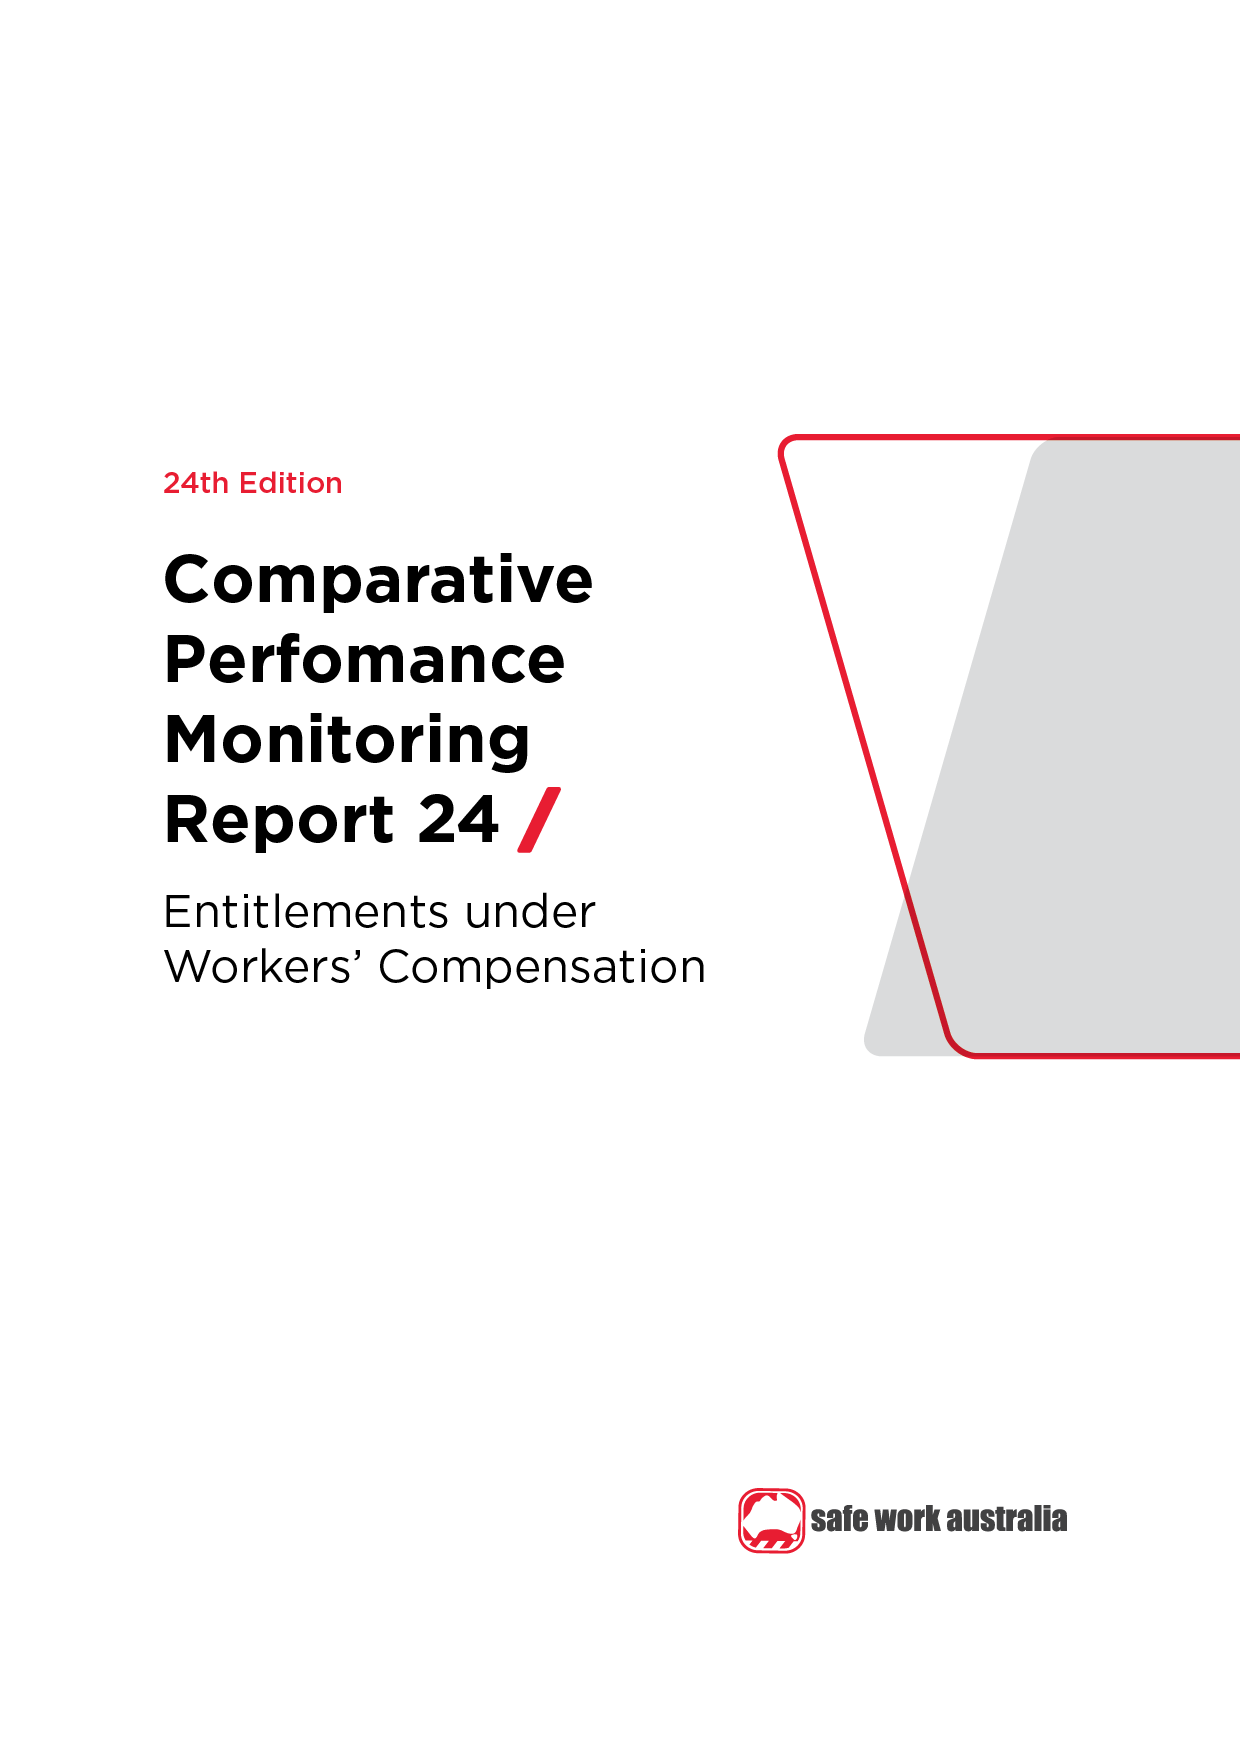 24th Edition
Comparative
Perfomance
Monitoring
Report 24 /
Entitlements under
Workers’ Compensation
safe work australia